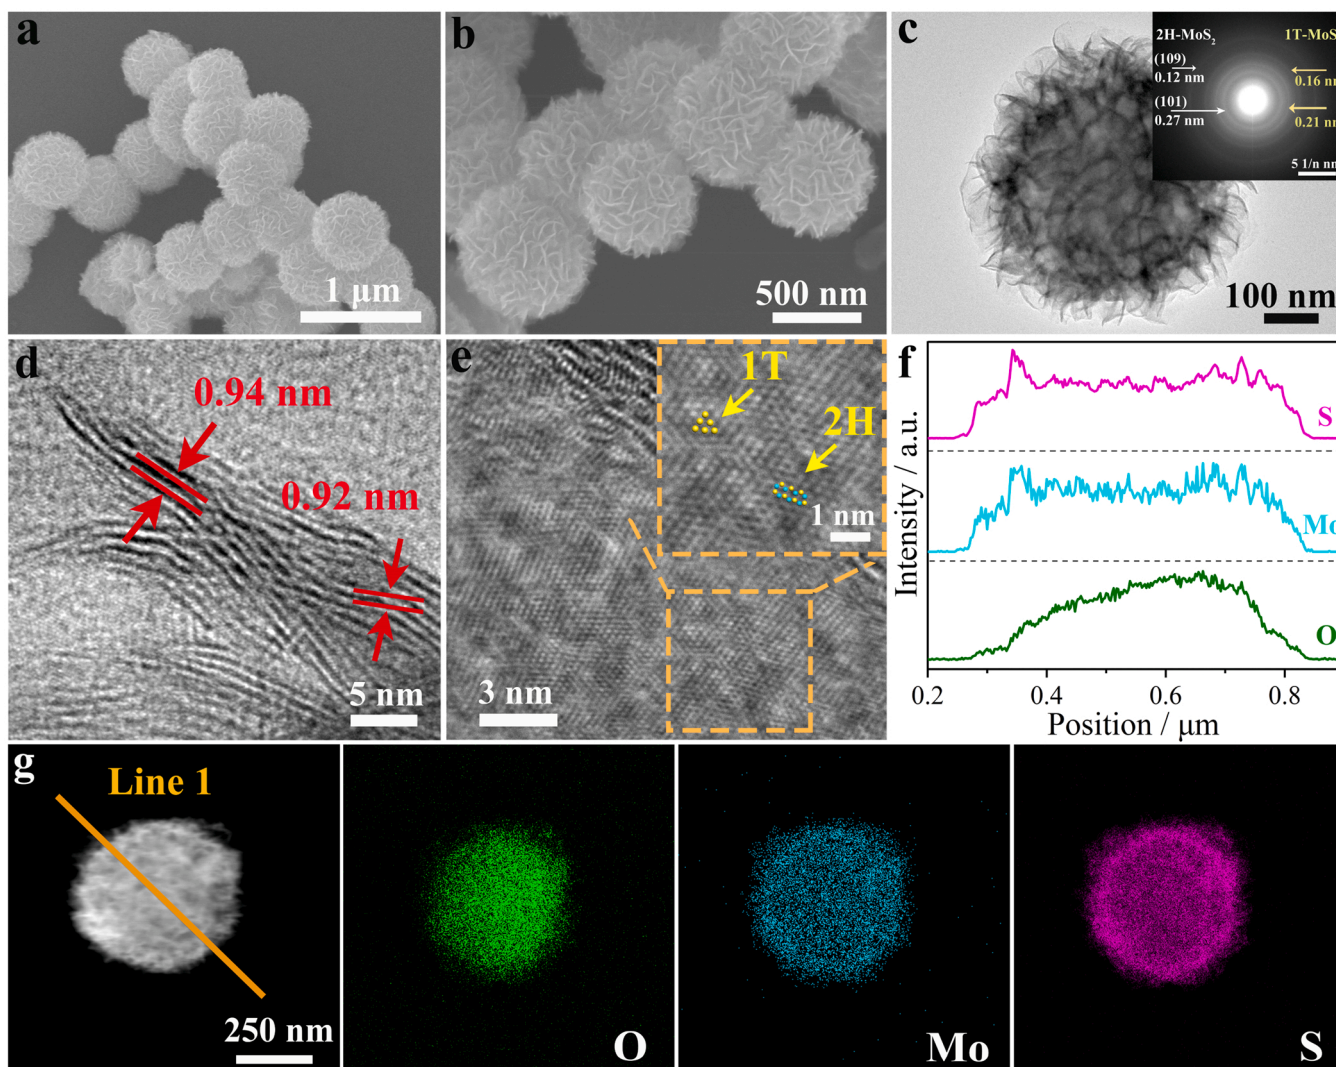 a
1 μm
b
500 nm
c
2H-MoS2
1T-MoS
(109)
0.12 nm
0.16 nm
(101)
0.27 nm
0.21 nm
5 1/n nm
100 nm
d
0.94 nm
0.92 nm
5 nm
e
1T
2H
1 nm
3 nm
f
S
Mo
O
Intensity / a.u.
0.2 0.4 0.6 0.8
Position / μm
g
Line 1
250 nm
O
Mo
S